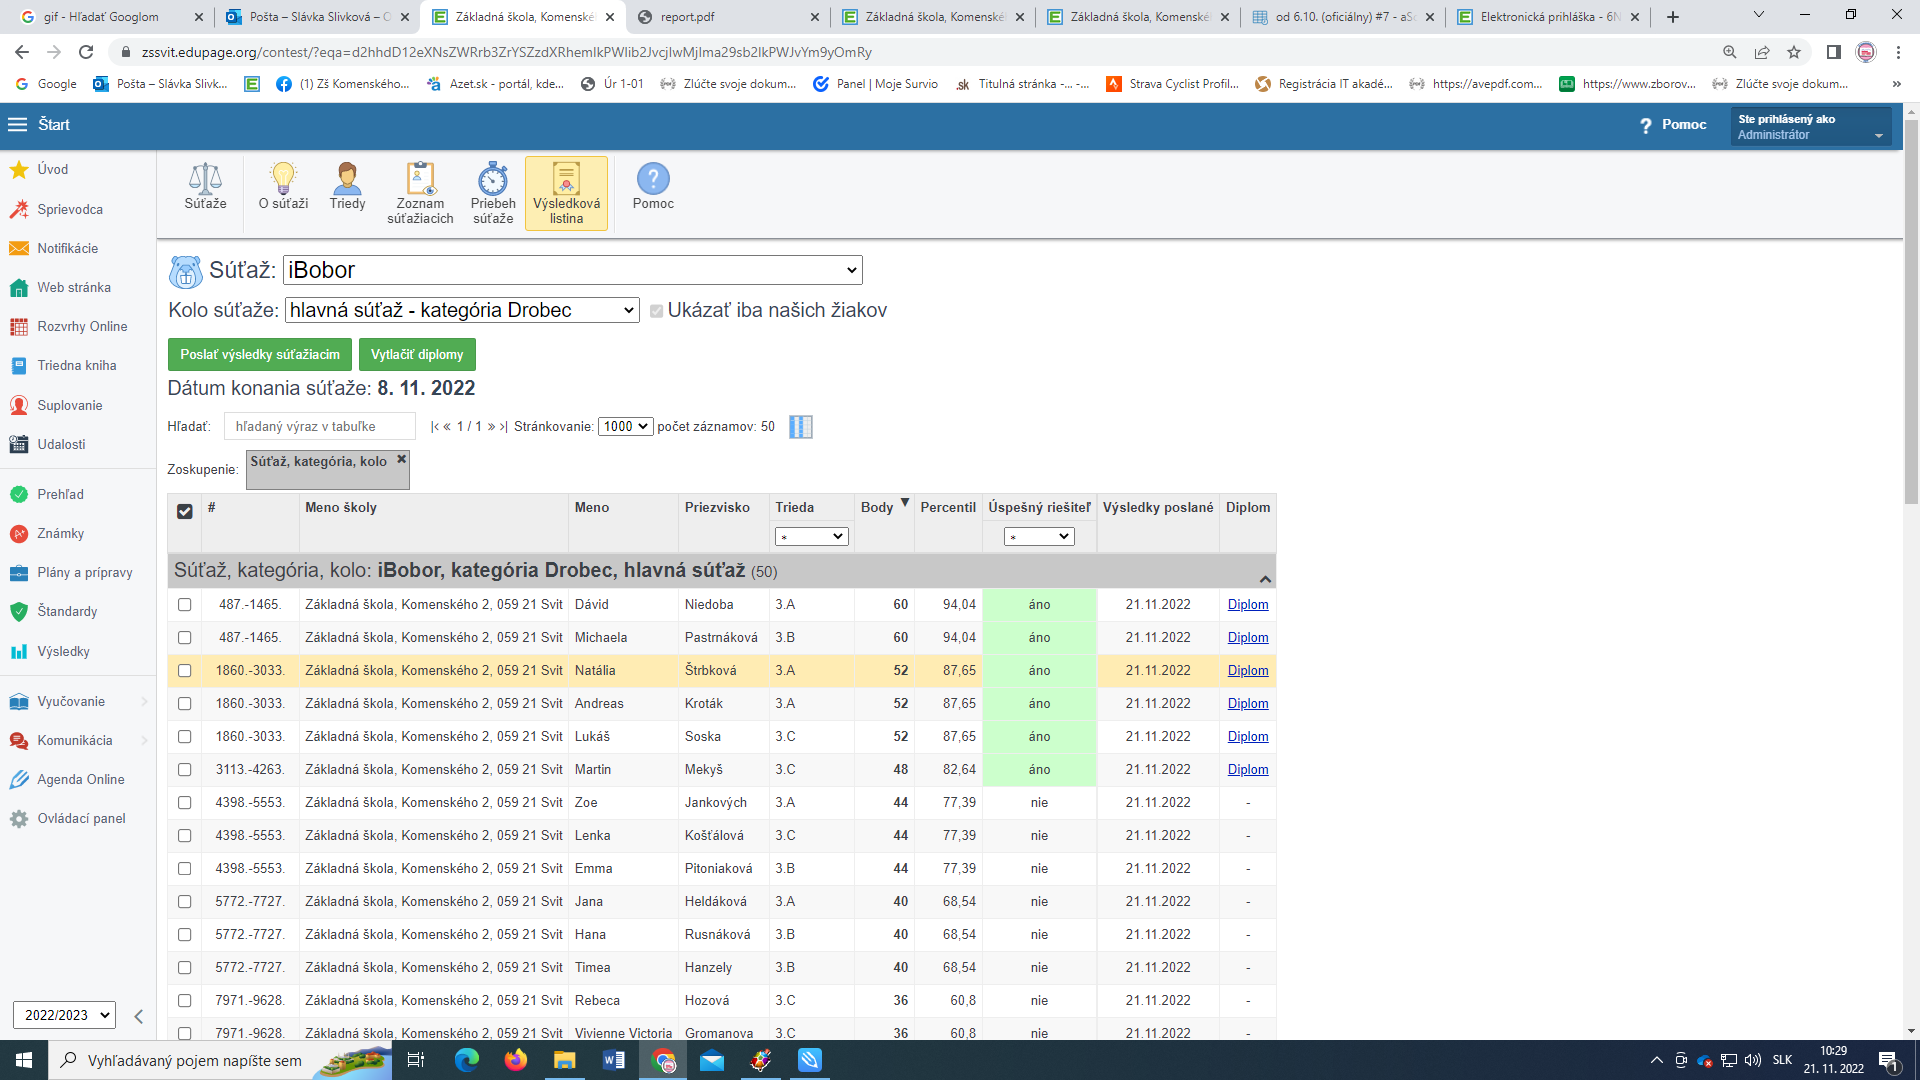 gif - Hľadať Googlom
Pošta – Slávka Slivková – O
Základná škola, Komenské
report.pdf
Základná škola, Komenské
Základná škola, Komenské
od 6.10. (oficiálny) #7 - aSc
Elektronická prihláška - 6N
zssvit.edupage.org/contest/?eqa=d2hhdD12eXNsZWRrb3ZrYSZzdXRhemlkPWlib2JvcjIwMjIma29sb2lkPWJvYm9yOmRy
Google
Pošta – Slávka Slivk...
(1) Zš Komenského...
Azet.sk - portál, kde...
Úr 1-01
Zlúčte svoje dokum...
Panel | Moje Survio
.sk Titulná stránka -... -...
Strava Cyclist Profil...
Registrácia IT akadé...
https://avepdf.com...
https://www.zborov...
Zlúčte svoje dokum...
»
Štart
? Pomoc
Ste prihlásený ako
Administrátor
Úvod
Sprievodca
Notifikácie
Web stránka
Rozvrhy Online
Triedna kniha
Suplovanie
Udalosti
Prehľad
Známky
Plány a prípravy
Štandardy
Výsledky
Vyučovanie
Komunikácia
Agenda Online
Ovládací panel
2022/2023
Súťaže
O súťaži
Triedy
Zoznam súťažiacich
Priebeh súťaže
Výsledková listina
Pomoc
Súťaž: iBobor
Kolo súťaže: hlavná súťaž - kategória Drobec Ukázať iba našich žiakov
Poslať výsledky súťažiacim Vytlačiť diplomy
Dátum konania súťaže: 8. 11. 2022
Hľadať: hľadaný výraz v tabuľke |< « 1 / 1 » >| Stránkovanie: 1000 počet záznamov: 50
Zoskupenie: Súťaž, kategória, kolo ✖
# Meno školy Meno Priezvisko Trieda Body ▼ Percentil Úspešný riešiteľ Výsledky poslané Diplom
* *
Súťaž, kategória, kolo: iBobor, kategória Drobec, hlavná súťaž (50)
487.-1465. Základná škola, Komenského 2, 059 21 Svit Dávid Niedoba 3.A 60 94,04 áno 21.11.2022 Diplom
487.-1465. Základná škola, Komenského 2, 059 21 Svit Michaela Pastrnáková 3.B 60 94,04 áno 21.11.2022 Diplom
1860.-3033. Základná škola, Komenského 2, 059 21 Svit Natália Štrbková 3.A 52 87,65 áno 21.11.2022 Diplom
1860.-3033. Základná škola, Komenského 2, 059 21 Svit Andreas Kroták 3.A 52 87,65 áno 21.11.2022 Diplom
1860.-3033. Základná škola, Komenského 2, 059 21 Svit Lukáš Soska 3.C 52 87,65 áno 21.11.2022 Diplom
3113.-4263. Základná škola, Komenského 2, 059 21 Svit Martin Mekyš 3.C 48 82,64 áno 21.11.2022 Diplom
4398.-5553. Základná škola, Komenského 2, 059 21 Svit Zoe Jankových 3.A 44 77,39 nie 21.11.2022 -
4398.-5553. Základná škola, Komenského 2, 059 21 Svit Lenka Košťálová 3.C 44 77,39 nie 21.11.2022 -
4398.-5553. Základná škola, Komenského 2, 059 21 Svit Emma Pitoniaková 3.B 44 77,39 nie 21.11.2022 -
5772.-7727. Základná škola, Komenského 2, 059 21 Svit Jana Heldáková 3.A 40 68,54 nie 21.11.2022 -
5772.-7727. Základná škola, Komenského 2, 059 21 Svit Hana Rusnáková 3.B 40 68,54 nie 21.11.2022 -
5772.-7727. Základná škola, Komenského 2, 059 21 Svit Timea Hanzely 3.B 40 68,54 nie 21.11.2022 -
7971.-9628. Základná škola, Komenského 2, 059 21 Svit Rebeca Hozová 3.C 36 60,8 nie 21.11.2022 -
7971.-9628. Základná škola, Komenského 2, 059 21 Svit Vivienne Victoria Gromanova 3.C 36 60,8 nie 21.11.2022 -
Vyhľadávaný pojem napíšte sem
SLK
10:29
21. 11. 2022
1